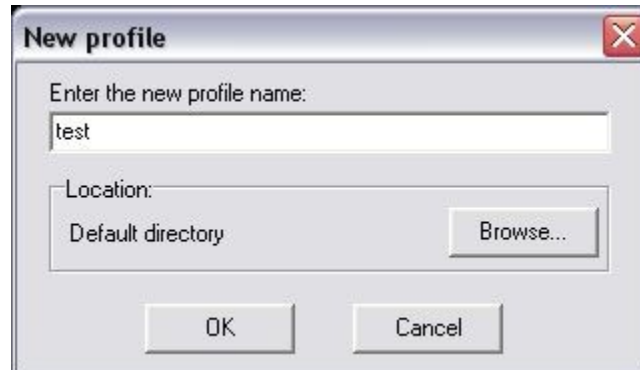 New profile
Enter the new profile name:
test
Location:
Default directory
Browse...
OK
Cancel